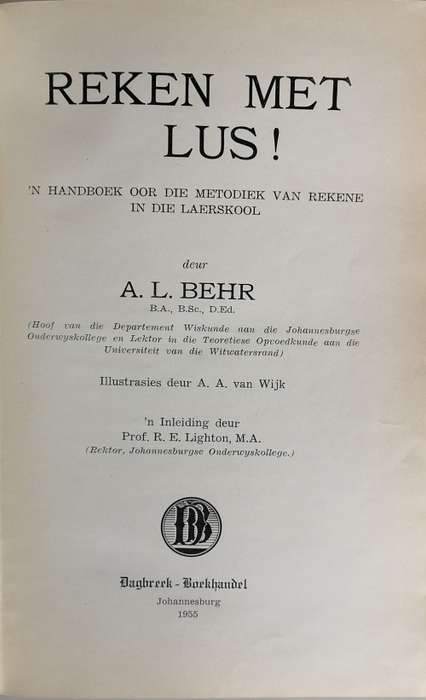 REKEN MET
LUS!
'N HANDBOEK OOR DIE METODIEK VAN REKENE
IN DIE LAERSKOOL
deur
A. L. BEHR
B.A., B.Sc., D.Ed.
(Hoof van die Departement Wiskunde aan die Johannesburgse
Onderwyskollege en Lektor in die Teoretiese Opvoedkunde aan die
Universiteit van die Witwatersrand)
Illustrasies deur A. A. van Wijk
'n Inleiding deur
Prof. R. E. Lighton, M.A.
(Rektor, Johannesburgse Onderwyskollege.)
DBB
Dagbreek-Boekhandel
Johannesburg
1955